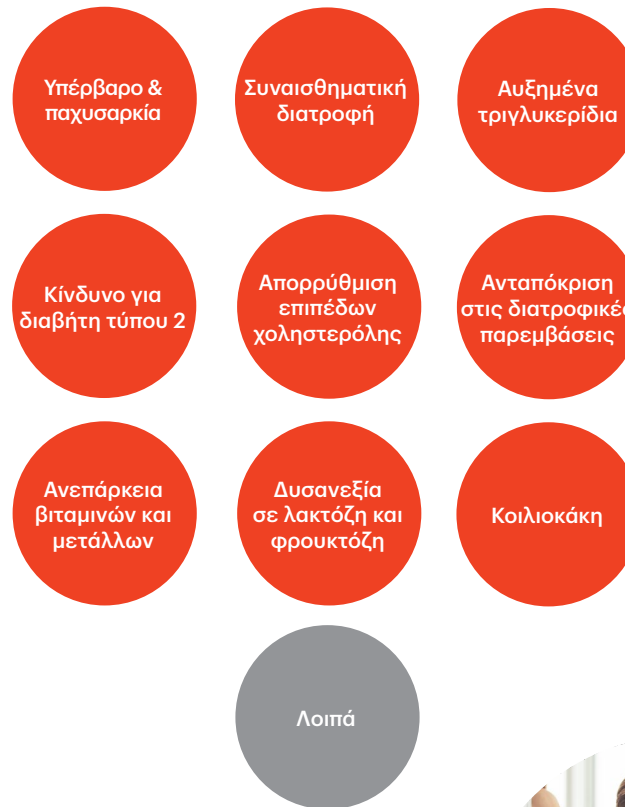 Υπέρβαρο &
παχυσαρκία
Συναισθηματική
διατροφή
Αυξημένα
τριγλυκερίδια
Κίνδυνο για
διαβήτη τύπου 2
Απορρύθμιση
επιπέδων
χοληστερόλης
Ανταπόκριση
στις διατροφικές
παρεμβάσεις
Ανεπάρκεια
βιταμινών και
μετάλλων
Δυσανεξία
σε λακτόζη και
φρουκτόζη
Κοιλιοκάκη
Λοιπά